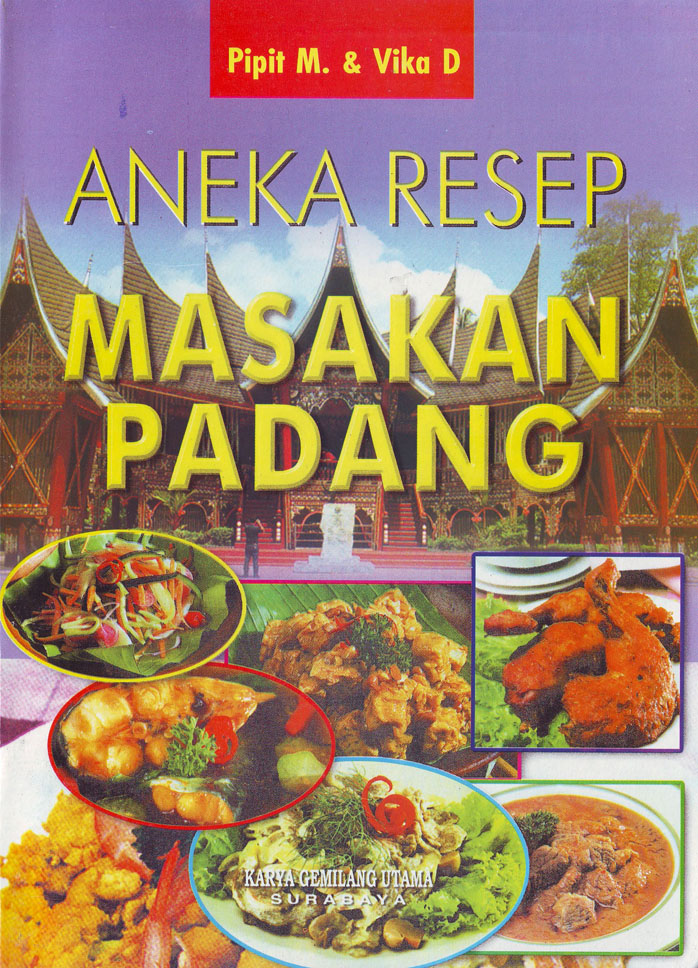 Pipit M. & Vika D
ANEKA RESEP
MASAKAN
PADANG
KARYA GEMILANG UTAMA
SURABAYA